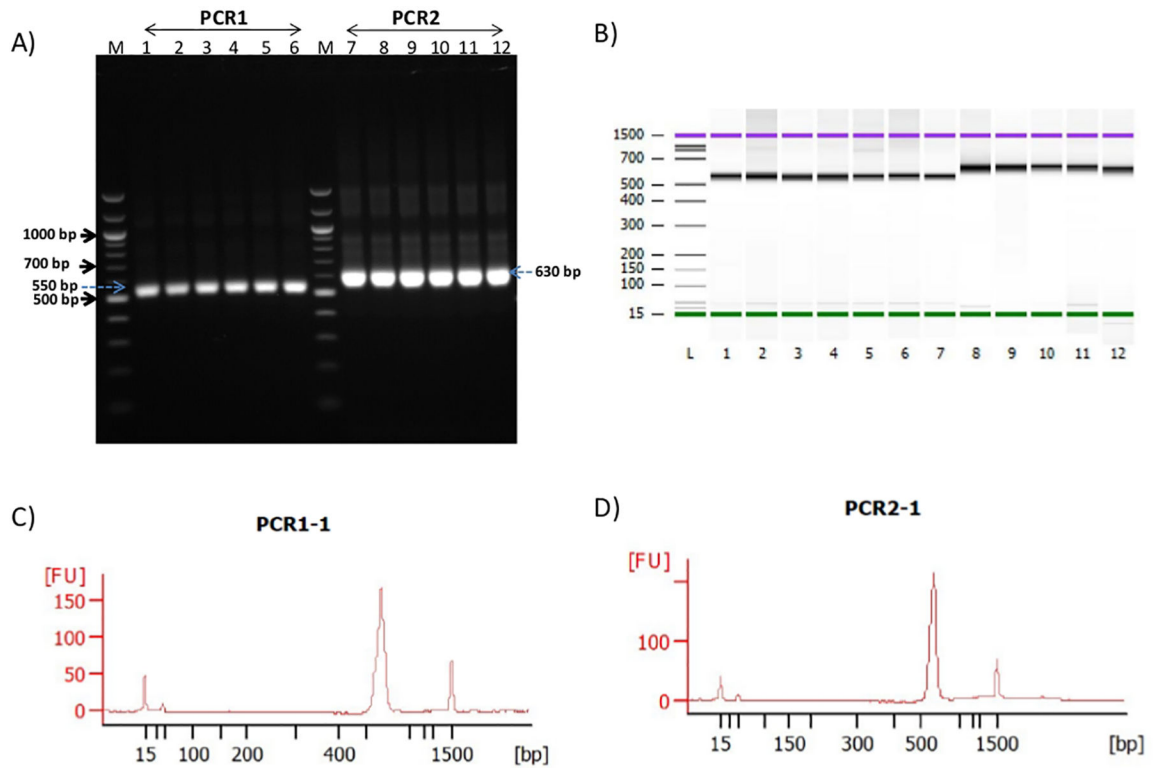 A)
PCR1 PCR2
M 1 2 3 4 5 6 M 7 8 9 10 11 12
1000 bp
700 bp
550 bp
500 bp
630 bp
B)
1500
700
500
400
300
200
150
100
15
L 1 2 3 4 5 6 7 8 9 10 11 12
C)
PCR1-1
[FU]
150
100
50
0
15 100 200 400 1500 [bp]
D)
PCR2-1
[FU]
100
0
15 150 300 500 1500 [bp]